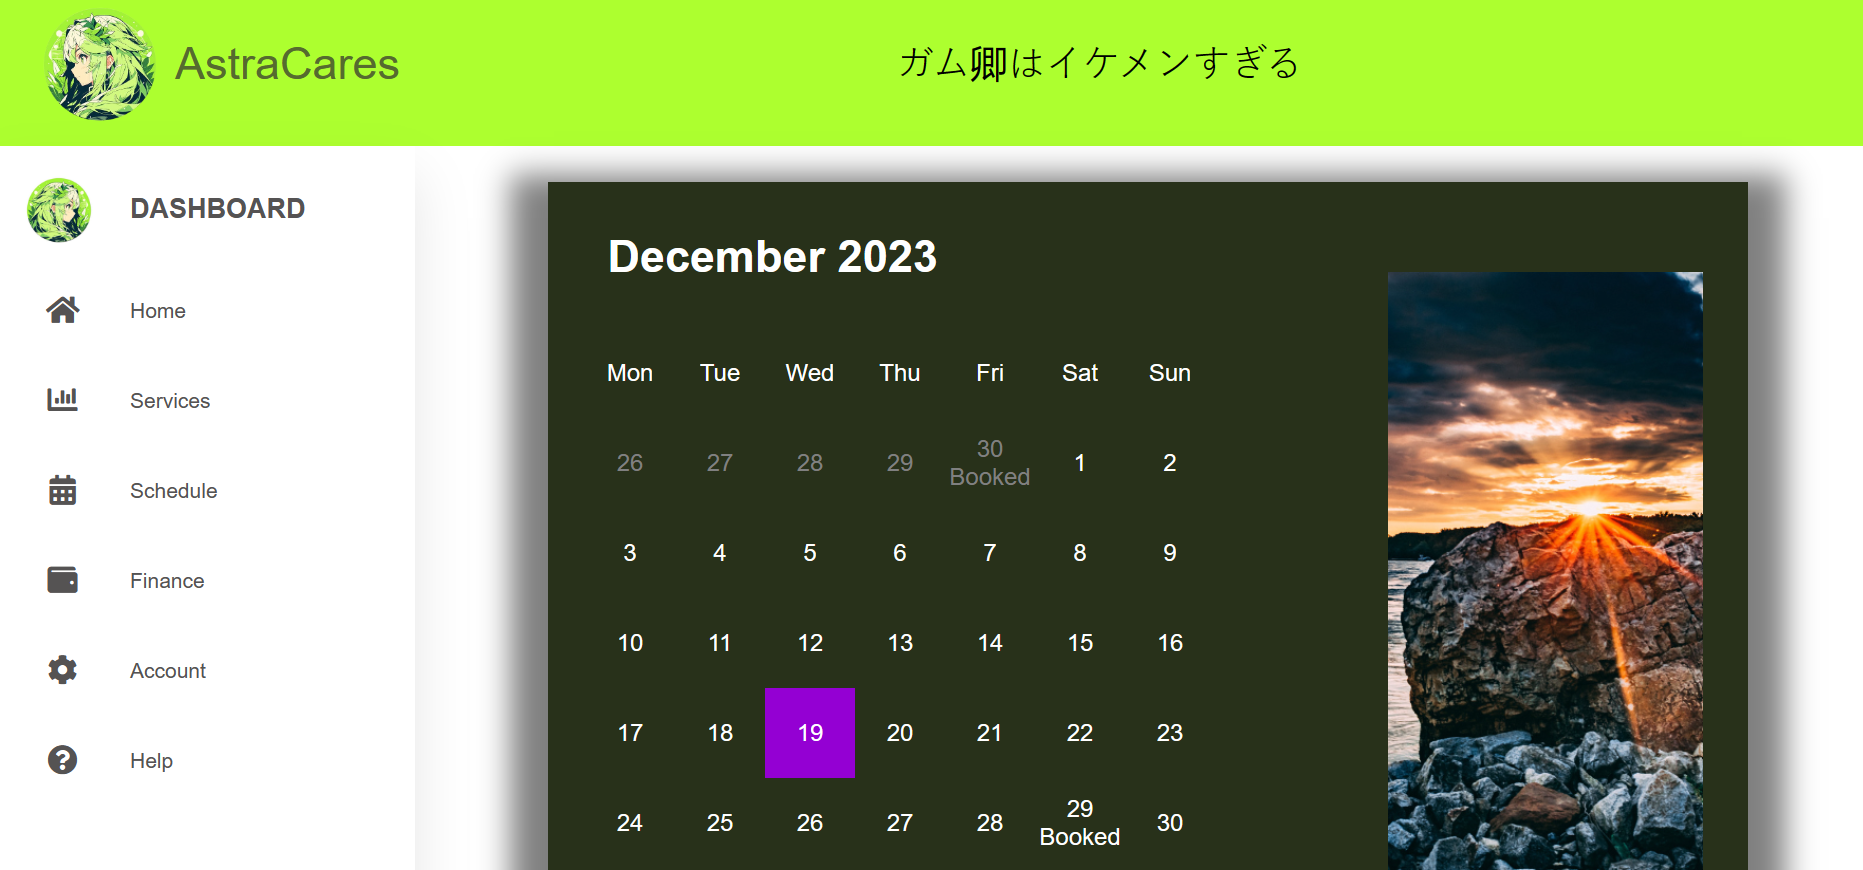 AstraCares
ガム卿はイケメンすぎる
DASHBOARD
Home
Services
Schedule
Finance
Account
Help
December 2023
Mon Tue Wed Thu Fri Sat Sun
26 27 28 29 30 1 2
Booked
3 4 5 6 7 8 9
10 11 12 13 14 15 16
17 18 19 20 21 22 23
24 25 26 27 28 29 30
Booked